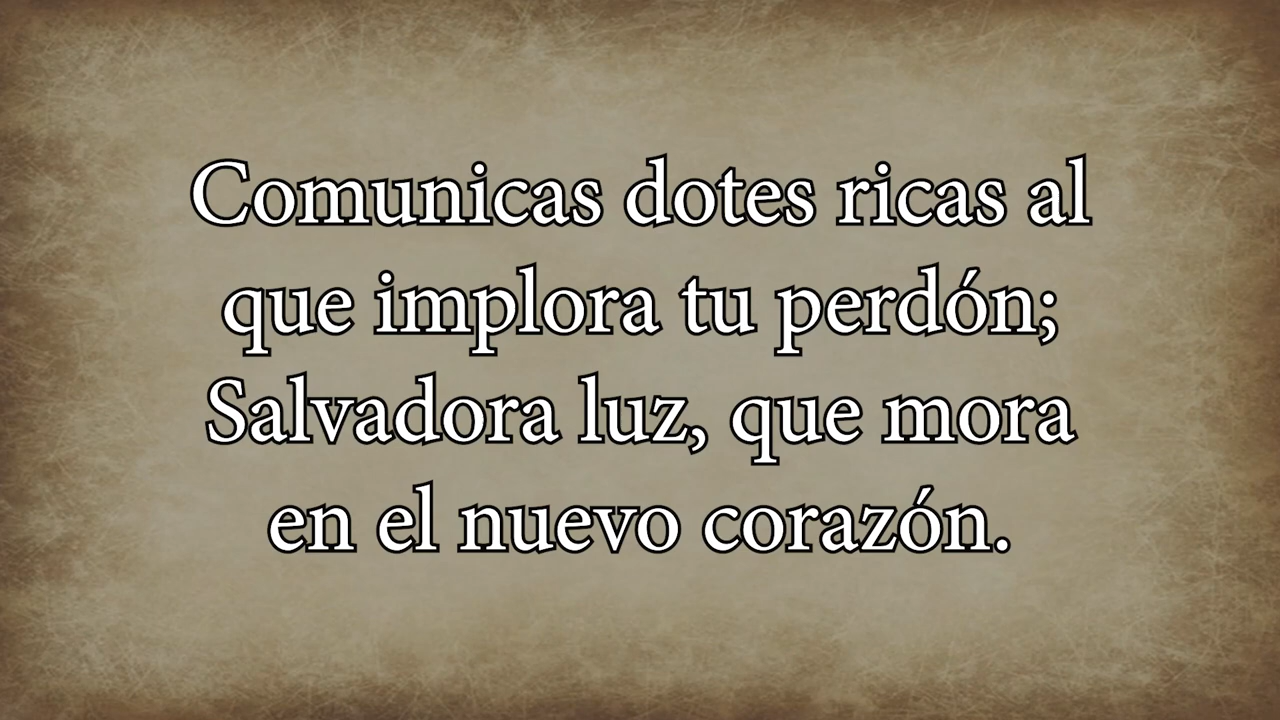 Comunicas dotes ricas al
que implora tu perdón;
Salvadora luz, que mora
en el nuevo corazón.